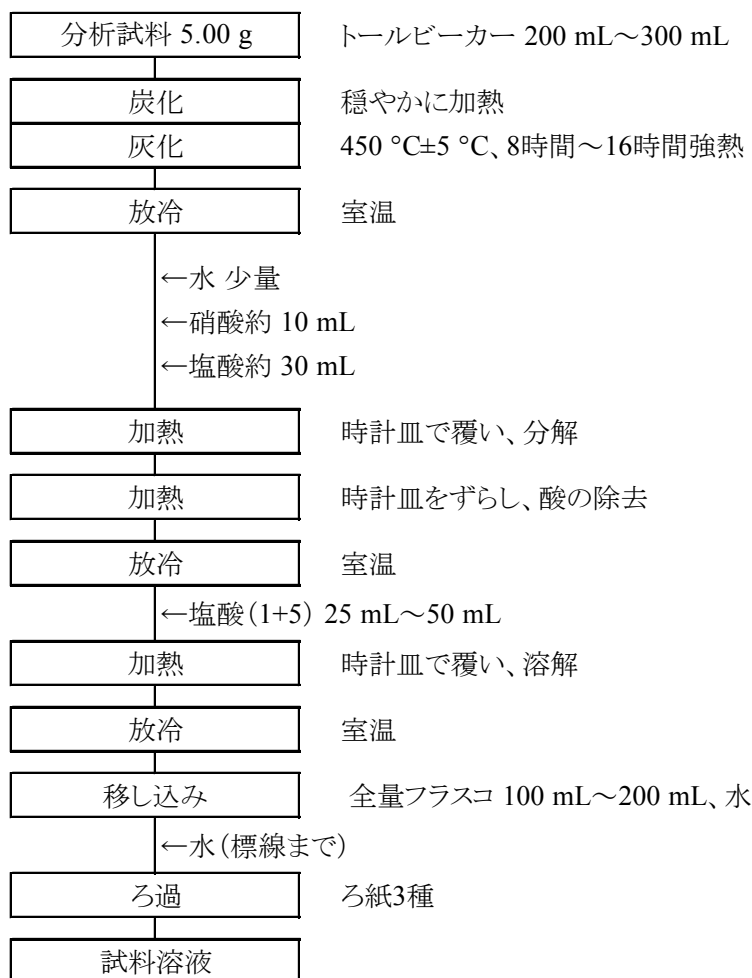 分析試料 5.00 g トールビーカー 200 mL～300 mL
炭化 穏やかに加熱
灰化 450 °C±5 °C、8時間～16時間強熱
放冷 室温
←水 少量
←硝酸約 10 mL
←塩酸約 30 mL
加熱 時計皿で覆い、分解
加熱 時計皿をずらし、酸の除去
放冷 室温
←塩酸（1+5） 25 mL～50 mL
加熱 時計皿で覆い、溶解
放冷 室温
移し込み 全量フラスコ 100 mL～200 mL、水
←水（標線まで）
ろ過 ろ紙3種
試料溶液